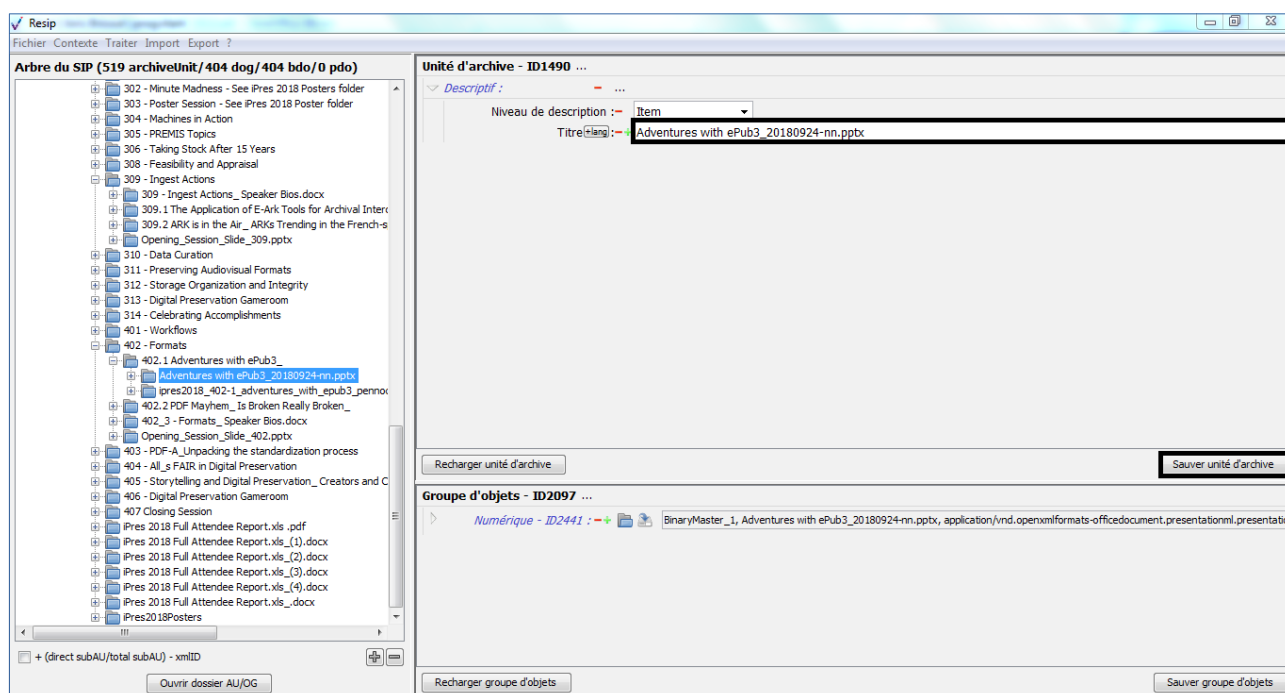 Resip
Fichier Contexte Traiter Import Export ?
Arbre du SIP (519 archiveUnit/404 dog/404 bdo/0 pdo)
302 - Minute Madness - See iPres 2018 Posters folder
303 - Poster Session - See iPres 2018 Poster folder
304 - Machines in Action
305 - PREMIS Topics
306 - Taking Stock After 15 Years
308 - Feasibility and Appraisal
309 - Ingest Actions
309 - Ingest Actions_ Speaker Bios.docx
309.1 The Application of E-Ark Tools for Archival Interc
309.2 ARK is in the Air_ ARKs Trending in the French-s
Opening_Session_Slide_309.pptx
310 - Data Curation
311 - Preserving Audiovisual Formats
312 - Storage Organization and Integrity
313 - Digital Preservation Gameroom
314 - Celebrating Accomplishments
401 - Workflows
402 - Formats
402.1 Adventures with ePub3_
Adventures with ePub3_20180924-nn.pptx
ipres2018_402-1_adventures_with_epub3_pennoc
402.2 PDF Mayhem_ Is Broken Really Broken_
402_3 - Formats_ Speaker Bios.docx
Opening_Session_Slide_402.pptx
403 - PDF-A_Unpacking the standardization process
404 - All_s FAIR in Digital Preservation
405 - Storytelling and Digital Preservation_ Creators and C
406 - Digital Preservation Gameroom
407 Closing Session
iPres 2018 Full Attendee Report.xls .pdf
iPres 2018 Full Attendee Report.xls_(1).docx
iPres 2018 Full Attendee Report.xls_(2).docx
iPres 2018 Full Attendee Report.xls_(3).docx
iPres 2018 Full Attendee Report.xls_(4).docx
iPres 2018 Full Attendee Report.xls_.docx
iPres2018Posters
+ (direct subAU/total subAU) - xmlID
Ouvrir dossier AU/OG
Unité d'archive - ID1490 ...
Descriptif : - ...
Niveau de description :- Item
Titre +lang :-+ Adventures with ePub3_20180924-nn.pptx
Recharger unité d'archive
Sauver unité d'archive
Groupe d'objets - ID2097 ...
Numérique - ID2441 : -+ BinaryMaster_1, Adventures with ePub3_20180924-nn.pptx, application/vnd.openxmlformats-officedocument.presentationml.presentatio
Recharger groupe d'objets
Sauver groupe d'objets